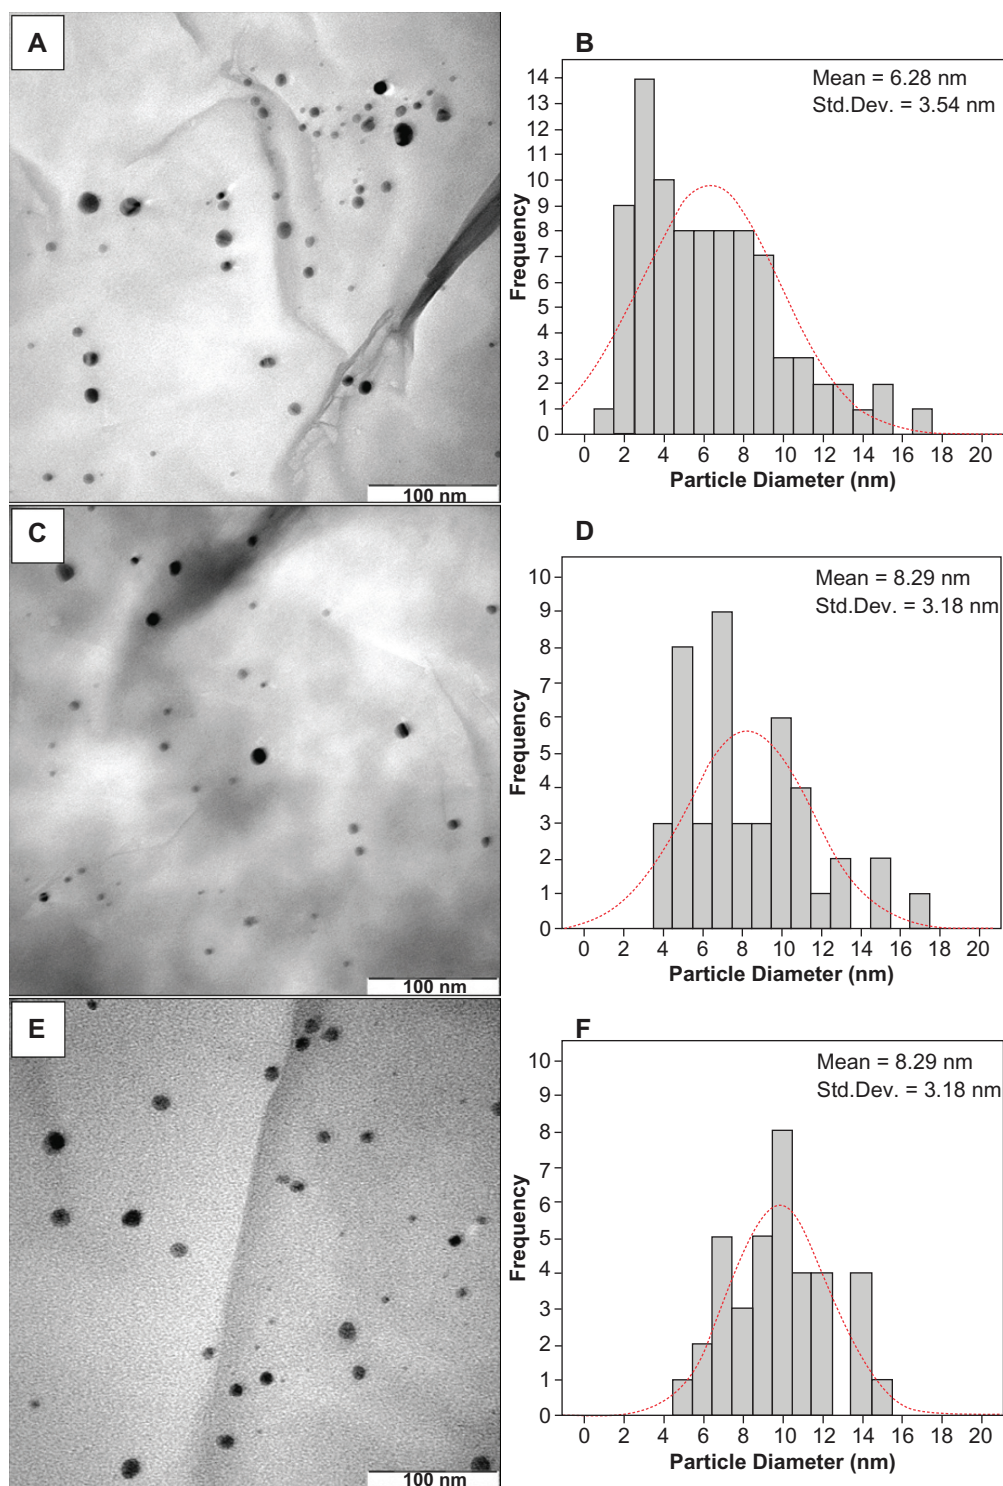 A
100 nm
B
Mean = 6.28 nm
Std.Dev. = 3.54 nm
Frequency
14
13
12
11
10
9
8
7
6
5
4
3
2
1
0
0 2 4 6 8 10 12 14 16 18 20
Particle Diameter (nm)
C
100 nm
D
Mean = 8.29 nm
Std.Dev. = 3.18 nm
Frequency
10
9
8
7
6
5
4
3
2
1
0
0 2 4 6 8 10 12 14 16 18 20
Particle Diameter (nm)
E
100 nm
F
Mean = 8.29 nm
Std.Dev. = 3.18 nm
Frequency
10
9
8
7
6
5
4
3
2
1
0
0 2 4 6 8 10 12 14 16 18 20
Particle Diameter (nm)